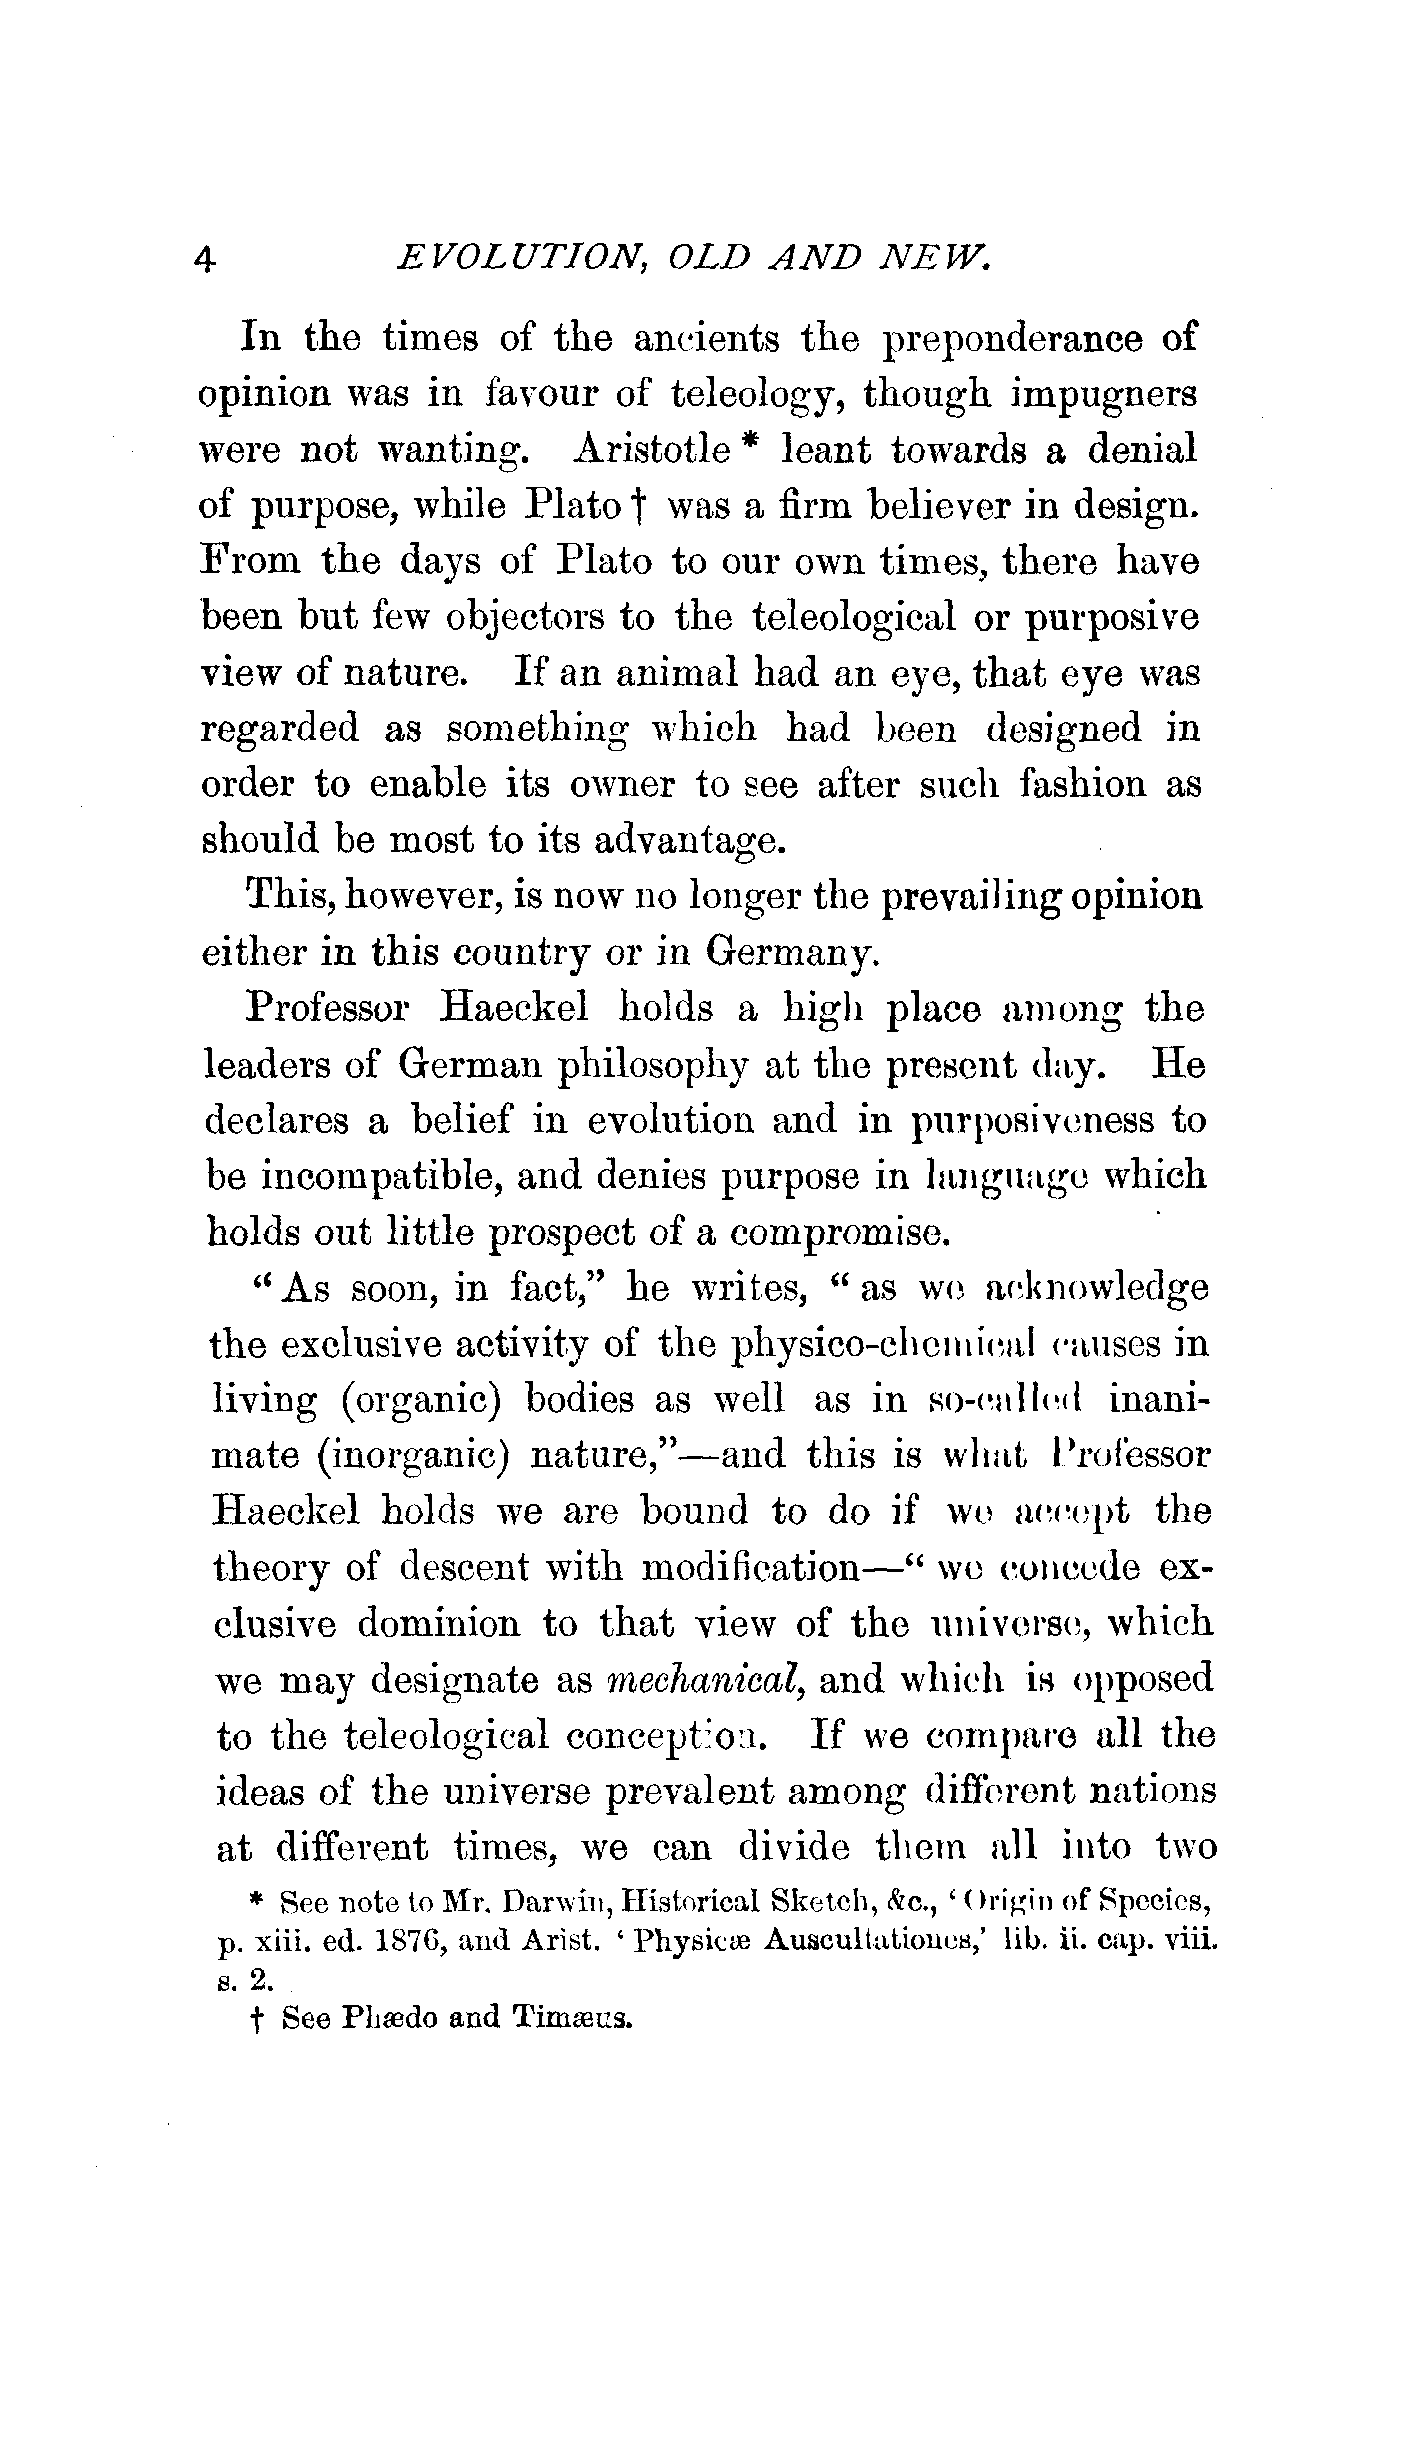 4 EVOLUTION, OLD AND NEW.
In the times of the ancients the preponderance of
opinion was in favour of teleology, though impugners
were not wanting. Aristotle * leant towards a denial
of purpose, while Plato † was a firm believer in design.
From the days of Plato to our own times, there have
been but few objectors to the teleological or purposive
view of nature. If an animal had an eye, that eye was
regarded as something which had been designed in
order to enable its owner to see after such fashion as
should be most to its advantage.
This, however, is now no longer the prevailing opinion
either in this country or in Germany.
Professor Haeckel holds a high place among the
leaders of German philosophy at the present day. He
declares a belief in evolution and in purposiveness to
be incompatible, and denies purpose in language which
holds out little prospect of a compromise.
“As soon, in fact,” he writes, “as we acknowledge
the exclusive activity of the physico-chemical causes in
living (organic) bodies as well as in so-called inani-
mate (inorganic) nature,”—and this is what Professor
Haeckel holds we are bound to do if we accept the
theory of descent with modification—“we concede ex-
clusive dominion to that view of the universe, which
we may designate as mechanical, and which is opposed
to the teleological conception. If we compare all the
ideas of the universe prevalent among different nations
at different times, we can divide them all into two
* See note to Mr. Darwin, Historical Sketch, &c., ‘Origin of Species,
p. xiii. ed. 1876, and Arist. ‘Physicæ Auscultationes,’ lib. ii. cap. viii.
s. 2.
† See Phædo and Timæus.